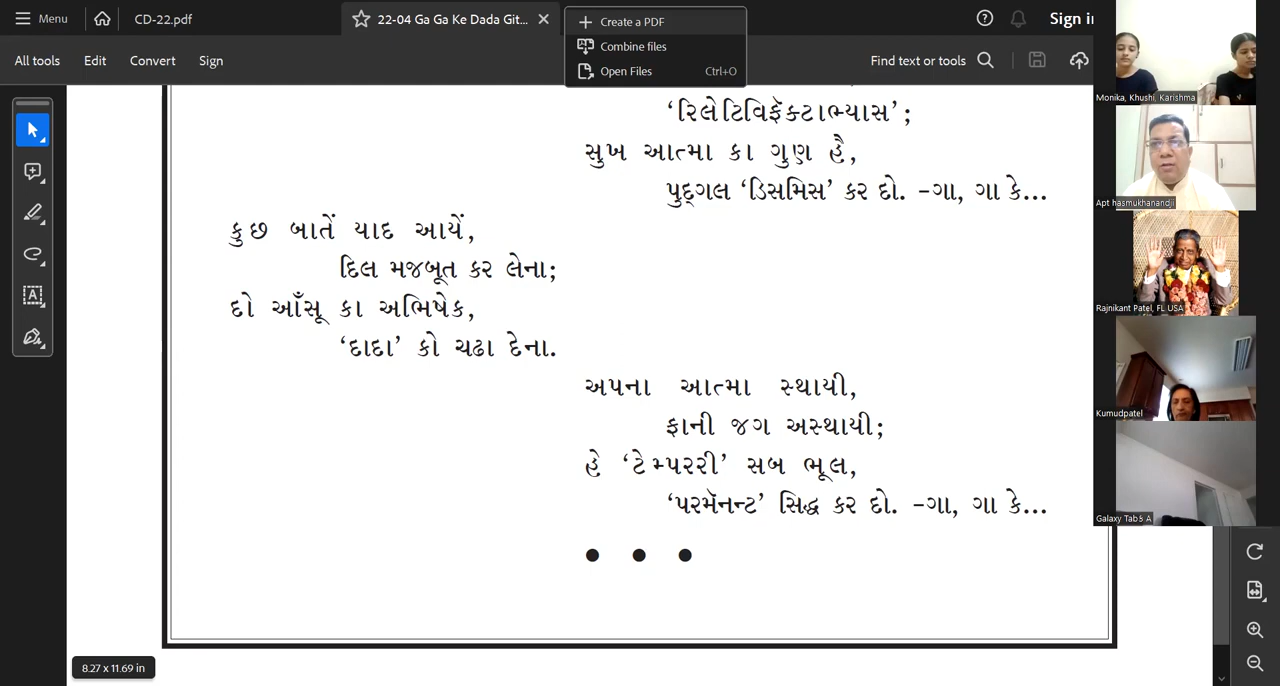 Menu
CD-22.pdf
22-04 Ga Ga Ke Dada Git...
Create a PDF
Combine files
Open Files Ctrl+O
Sign in
All tools Edit Convert Sign
Find text or tools
'રિલેટિવિફૅક્ટાભ્યાસ';
સુખ આત્મા કા ગુણ હૈ,
પુદ્ગલ 'ડિસમિસ' કર દો. -ગા, ગા કે...
કુછ બાતેં યાદ આયેં,
દિલ મજબૂત કર લેના;
દો આઁસૂ કા અભિષેક,
'દાદા' કો ચઢા દેના.
અપના આત્મા સ્થાયી,
ફાની જગ અસ્થાયી;
હે 'ટેમ્પરરી' સબ ભૂલ,
'પરમૅનન્ટ' સિદ્ધ કર દો. -ગા, ગા કે...
8.27 x 11.69 in
Monika, Khushi, Karishma
Apt hasmukhanandji
Rajnikant Patel, FL USA
Kumudpatel
Galaxy Tab S A